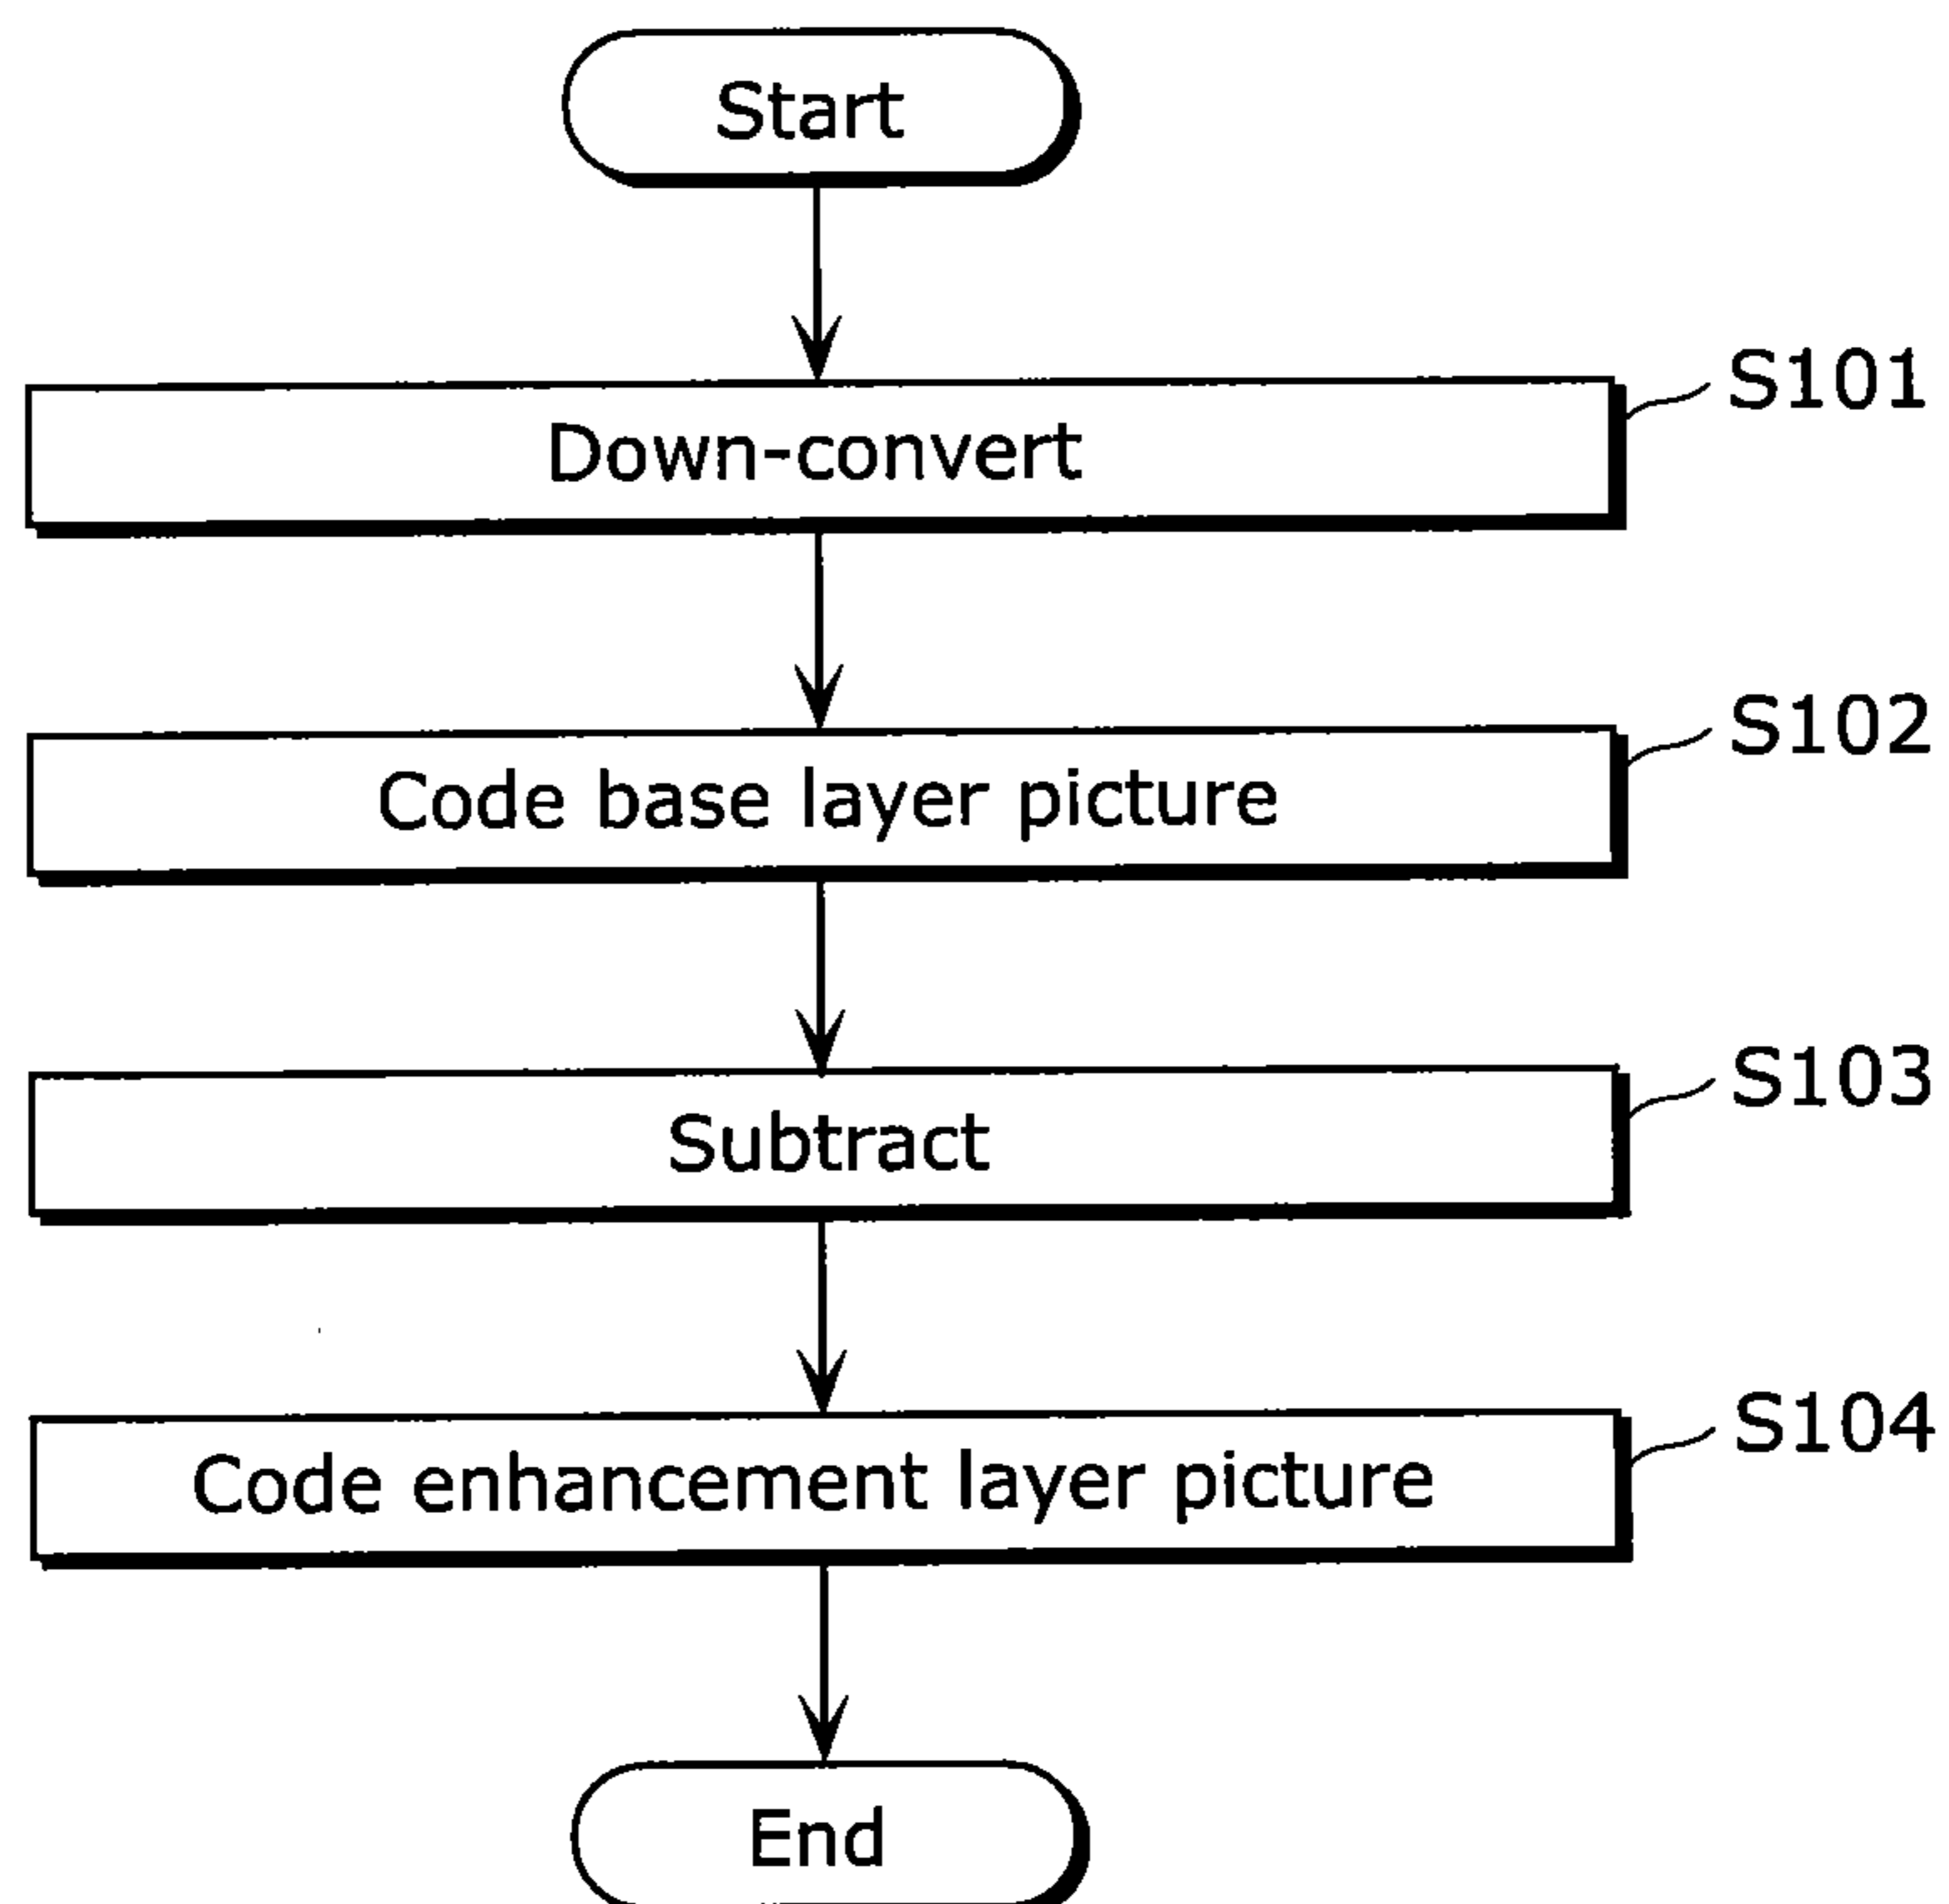 Start
Down-convert
S101
Code base layer picture
S102
Subtract
S103
Code enhancement layer picture
S104
End